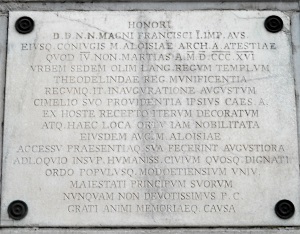 HONORI
D.D.N.N. MAGNI FRANCISCI I. IMP. AVS.
EIVSQ. CONIVGIS M. ALOISIAE ARCH. A. ATESTIAE
QVOD IV. NON. MARTIAS A. M.D.CCC.XVI
VRBEM SEDEM OLIM LANG. REGVM TEMPLVM
THEODELINDAE REG. MVNIFICENTIA
REGVMQ. IT. INAVGVRATIONE AVGVSTVM
CIMELIO SVO PROVIDENTIA IPSIVS CAES. A.
EX HOSTE RECEPTO ITERVM DECORATVM
ATQ. HAEC LOCA OB. V. IAM NOBILITATA
EIVSDEM AVG. M. ALOISIAE
ACCESSV PRAESENTIAQ. SVA FECERINT AVGVSTIORA
ADLOQVIO INSVP. HVMANISS. CIVIVM QVOSQ. DIGNATI
ORDO POPVLVSQ. MODOETIENSIVM VNIV
MAIESTATI PRINCIPVM SVORVM
NVNQVAM NON DEVOTISSIMVS P. C.
GRATI ANIMI MEMORIAEQ. CAVSA